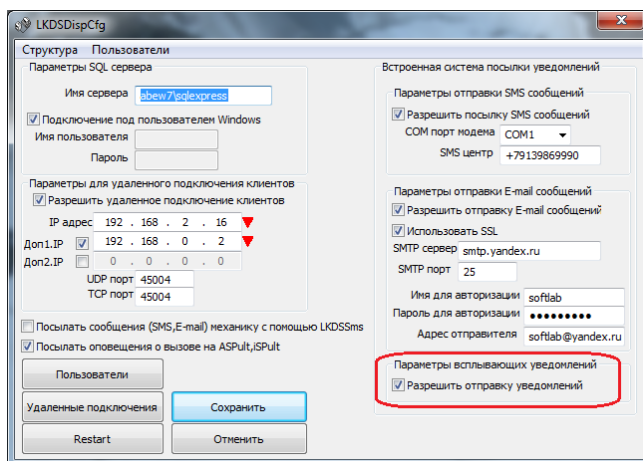 LKDSDispCfg
Структура Пользователи
Параметры SQL сервера
Имя сервера abew7\sqlexpress
Подключение под пользователем Windows
Имя пользователя
Пароль
Параметры для удаленного подключения клиентов
Разрешить удаленное подключение клиентов
IP адрес 192 . 168 . 2 . 16
Доп1.IP 192 . 168 . 0 . 2
Доп2.IP 0 . 0 . 0 . 0
UDP порт 45004
TCP порт 45004
Посылать сообщения (SMS,E-mail) механику с помощью LKDSSms
Посылать оповещения о вызове на ASPult,iSPult
Пользователи
Удаленные подключения Сохранить
Restart Отменить
Встроенная система посылки уведомлений
Параметры отправки SMS сообщений
Разрешить посылку SMS сообщений
COM порт модема COM1
SMS центр +79139869990
Параметры отправки E-mail сообщений
Разрешить отправку E-mail сообщений
Использовать SSL
SMTP сервер smtp.yandex.ru
SMTP порт 25
Имя для авторизации softlab
Пароль для авторизации •••••••••
Адрес отправителя softlab@yandex.ru
Параметры всплывающих уведомлений
Разрешить отправку уведомлений